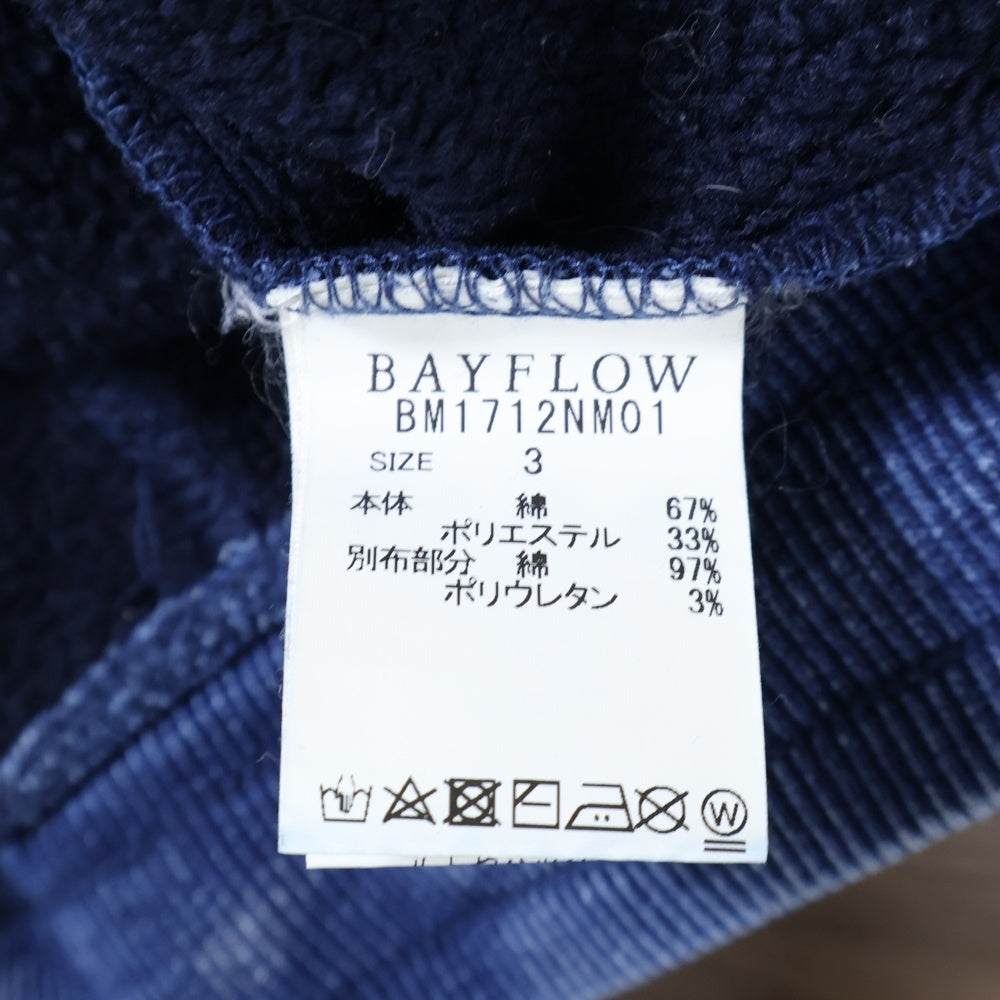 BAYFLOW
BM1712NM01
SIZE 3
本体 綿 67%
ポリエステル 33%
別布部分 綿 97%
ポリウレタン 3%
W